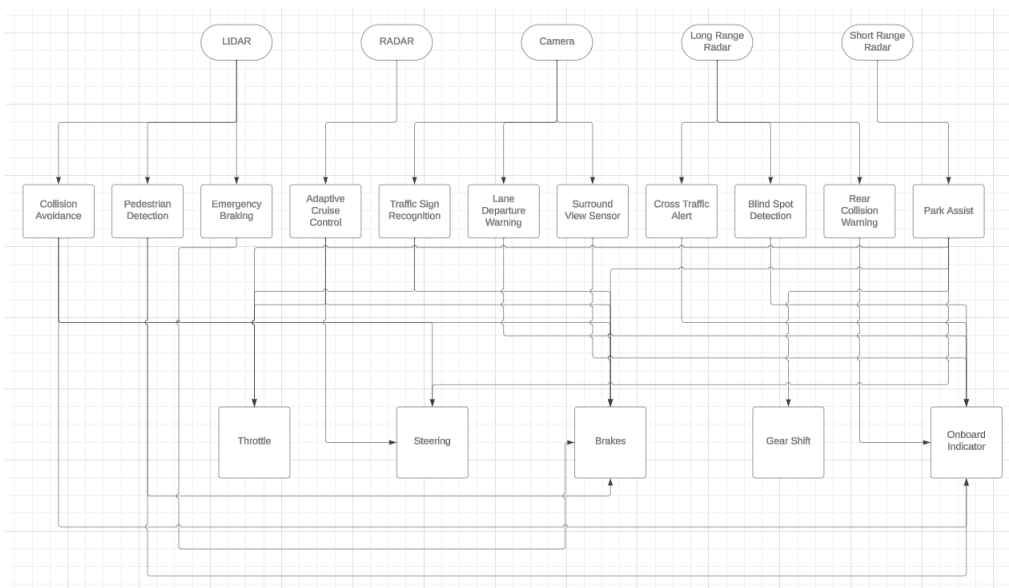 LIDAR
RADAR
Camera
Long Range
Radar
Short Range
Radar
Collision
Avoidance
Pedestrian
Detection
Emergency
Braking
Adaptive
Cruise
Control
Traffic Sign
Recognition
Lane
Departure
Warning
Surround
View Sensor
Cross Traffic
Alert
Blind Spot
Detection
Rear
Collision
Warning
Park Assist
Throttle
Steering
Brakes
Gear Shift
Onboard
Indicator